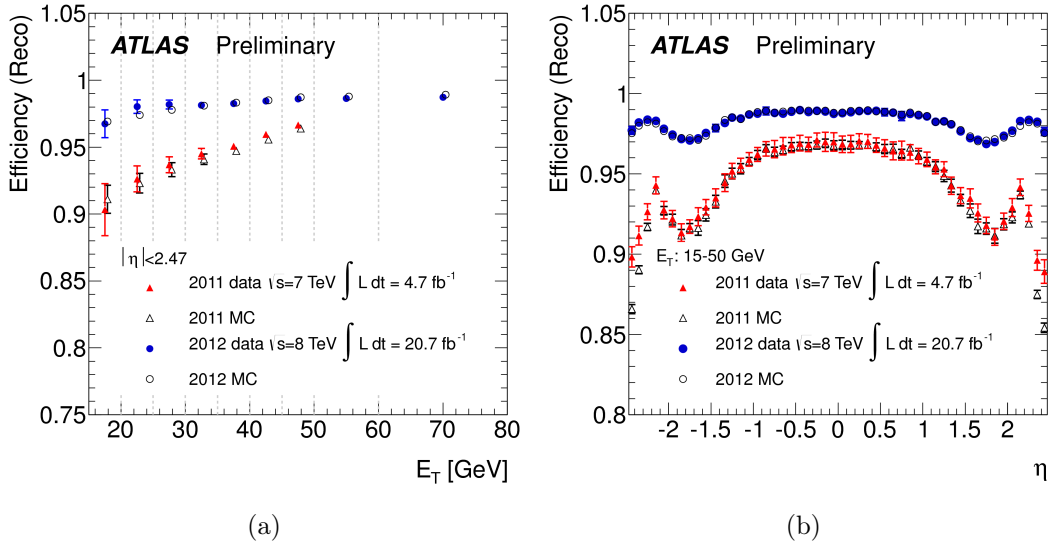 ATLAS Preliminary
Efficiency (Reco)
1.05
1
0.95
0.9
0.85
0.8
0.75
|η|<2.47
2011 data √s=7 TeV ∫ L dt = 4.7 fb⁻¹
2011 MC
2012 data √s=8 TeV ∫ L dt = 20.7 fb⁻¹
2012 MC
20 30 40 50 60 70 80
E_T [GeV]
(a)
ATLAS Preliminary
Efficiency (Reco)
1.05
1
0.95
0.9
0.85
0.8
E_T: 15-50 GeV
2011 data √s=7 TeV ∫ L dt = 4.7 fb⁻¹
2011 MC
2012 data √s=8 TeV ∫ L dt = 20.7 fb⁻¹
2012 MC
-2 -1.5 -1 -0.5 0 0.5 1 1.5 2
η
(b)